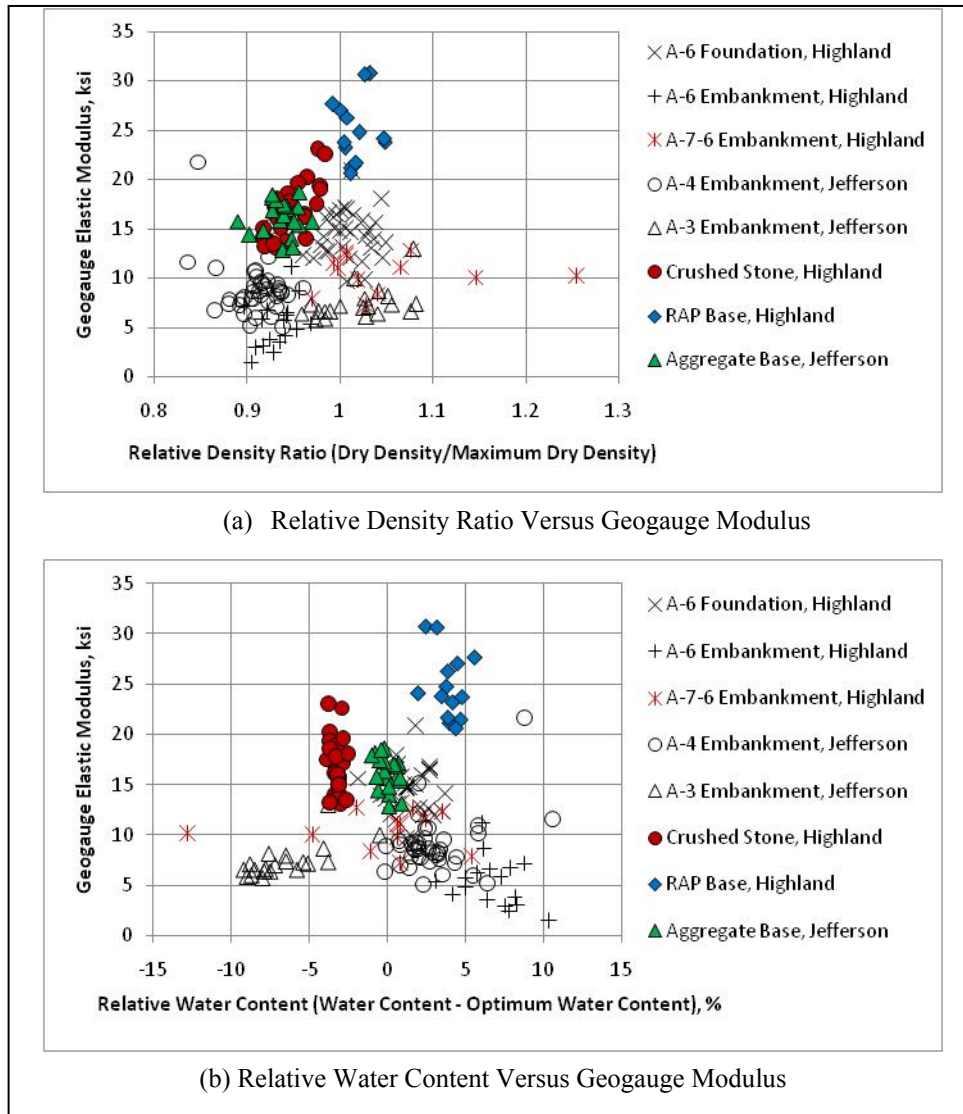 35
30
25
20
15
10
5
0
Geogauge Elastic Modulus, ksi
0.8 0.9 1 1.1 1.2 1.3
Relative Density Ratio (Dry Density/Maximum Dry Density)
A-6 Foundation, Highland
A-6 Embankment, Highland
A-7-6 Embankment, Highland
A-4 Embankment, Jefferson
A-3 Embankment, Jefferson
Crushed Stone, Highland
RAP Base, Highland
Aggregate Base, Jefferson
(a) Relative Density Ratio Versus Geogauge Modulus
35
30
25
20
15
10
5
0
Geogauge Elastic Modulus, ksi
-15 -10 -5 0 5 10 15
Relative Water Content (Water Content - Optimum Water Content), %
A-6 Foundation, Highland
A-6 Embankment, Highland
A-7-6 Embankment, Highland
A-4 Embankment, Jefferson
A-3 Embankment, Jefferson
Crushed Stone, Highland
RAP Base, Highland
Aggregate Base, Jefferson
(b) Relative Water Content Versus Geogauge Modulus